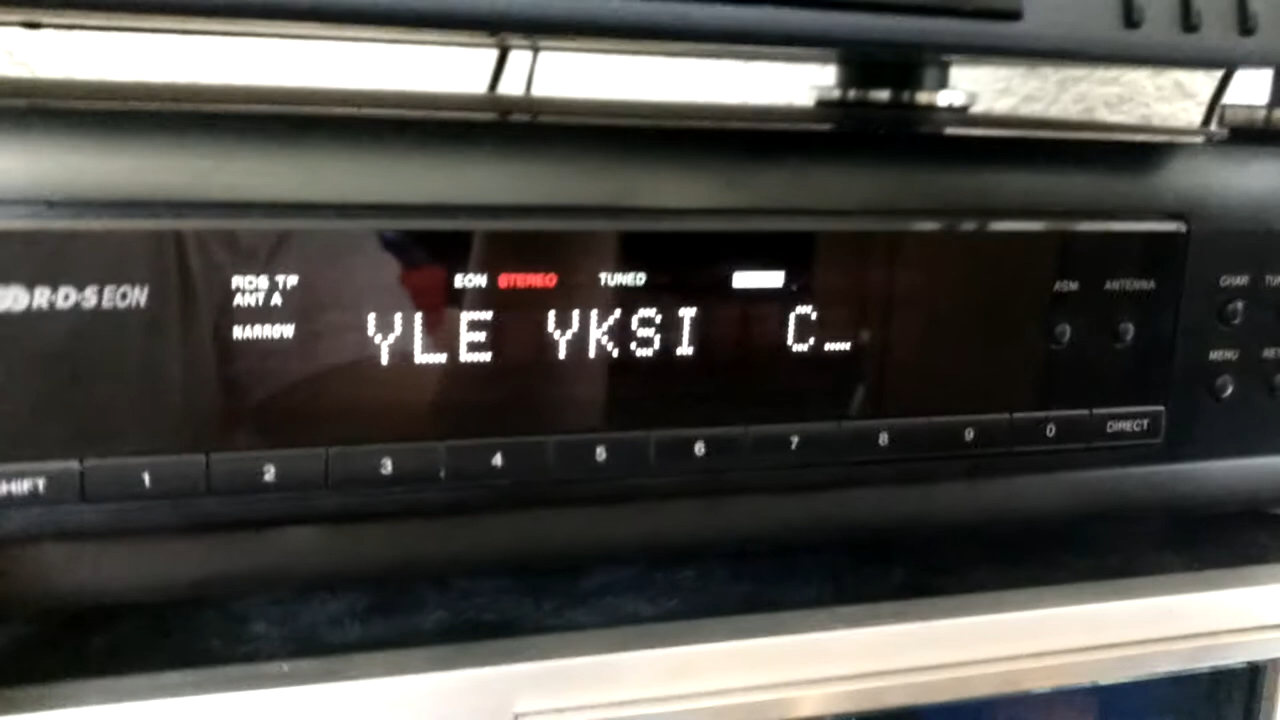 R·D·S EON
RDS TP
ANT A
NARROW
EON STEREO TUNED
YLE YKSI C_
ASM ANTENNA
CHAR
MENU
SHIFT 1 2 3 4 5 6 7 8 9 0 DIRECT